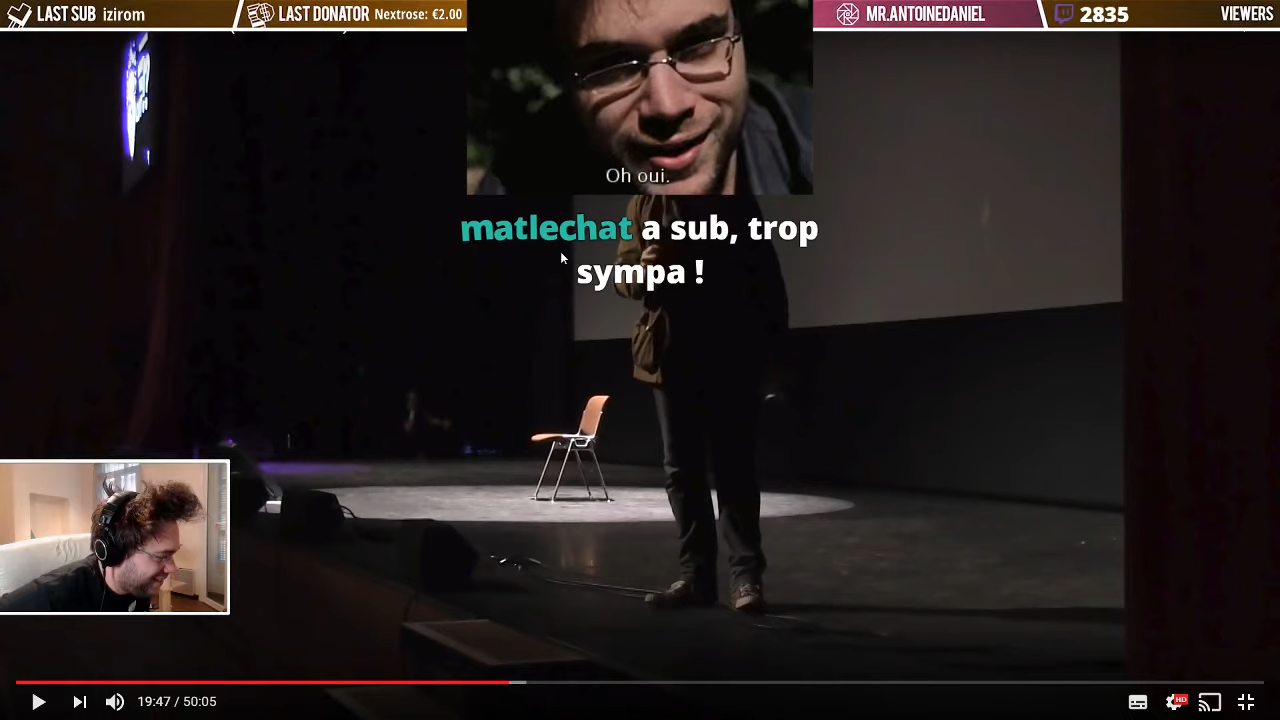 LAST SUB izirom
LAST DONATOR Nextrose: €2.00
MR.ANTOINEDANIEL
2835 VIEWERS
Oh oui.
matlechat a sub, trop
sympa !
19:47 / 50:05
HD